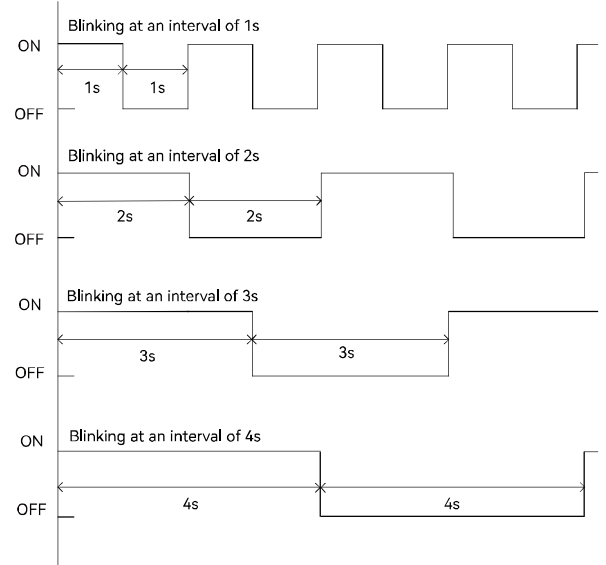 Blinking at an interval of 1s
ON
1s 1s
OFF
Blinking at an interval of 2s
ON
2s 2s
OFF
Blinking at an interval of 3s
ON
3s 3s
OFF
Blinking at an interval of 4s
ON
4s 4s
OFF